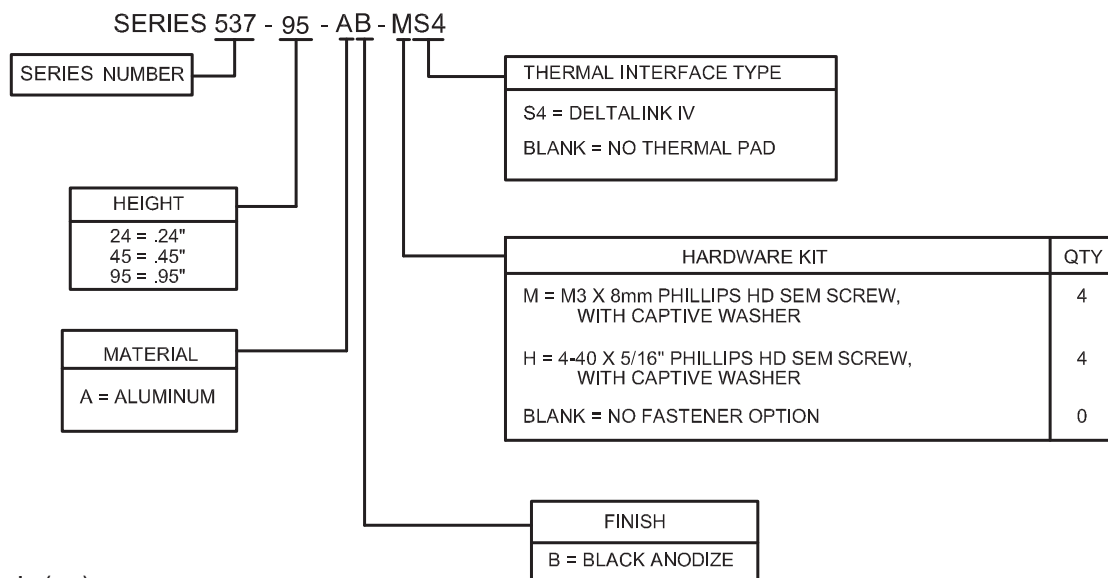 SERIES 537 - 95 - AB - MS4
SERIES NUMBER
THERMAL INTERFACE TYPE
S4 = DELTALINK IV
BLANK = NO THERMAL PAD
HEIGHT
24 = .24"
45 = .45"
95 = .95"
HARDWARE KIT QTY
M = M3 X 8mm PHILLIPS HD SEM SCREW, 4
WITH CAPTIVE WASHER
H = 4-40 X 5/16" PHILLIPS HD SEM SCREW, 4
WITH CAPTIVE WASHER
BLANK = NO FASTENER OPTION 0
MATERIAL
A = ALUMINUM
FINISH
B = BLACK ANODIZE